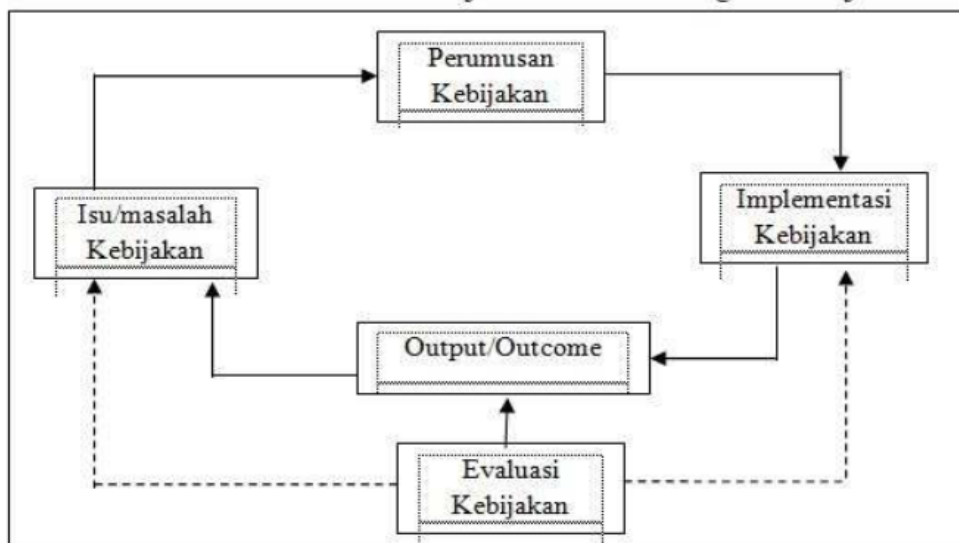 Perumusan
Kebijakan
Isu/masalah
Kebijakan
Implementasi
Kebijakan
Output/Outcome
Evaluasi
Kebijakan